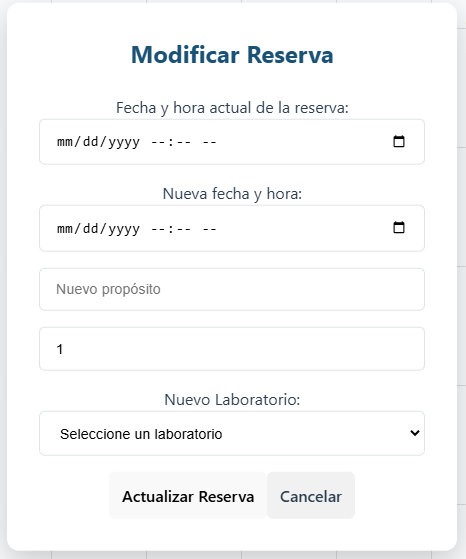 Modificar Reserva
Fecha y hora actual de la reserva:
mm/dd/yyyy --:-- --
Nueva fecha y hora:
mm/dd/yyyy --:-- --
Nuevo propósito
1
Nuevo Laboratorio:
Seleccione un laboratorio
Actualizar Reserva Cancelar